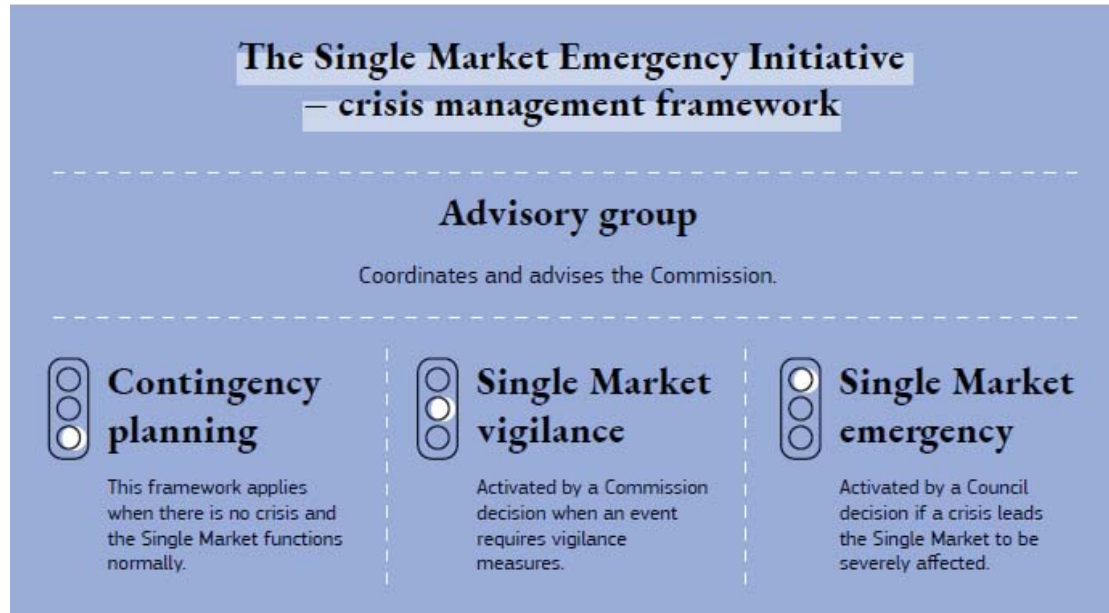 The Single Market Emergency Initiative
– crisis management framework
Advisory group
Coordinates and advises the Commission.
Contingency
planning
This framework applies
when there is no crisis and
the Single Market functions
normally.
Single Market
vigilance
Activated by a Commission
decision when an event
requires vigilance
measures.
Single Market
emergency
Activated by a Council
decision if a crisis leads
the Single Market to be
severely affected.